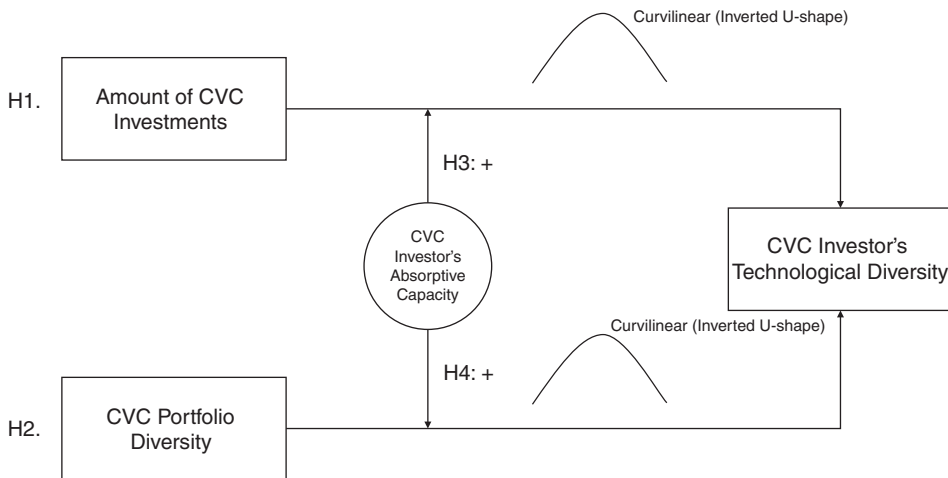 Curvilinear (Inverted U-shape)
H1.
Amount of CVC
Investments
H3: +
CVC
Investor's
Absorptive
Capacity
CVC Investor's
Technological Diversity
Curvilinear (Inverted U-shape)
H4: +
H2.
CVC Portfolio
Diversity